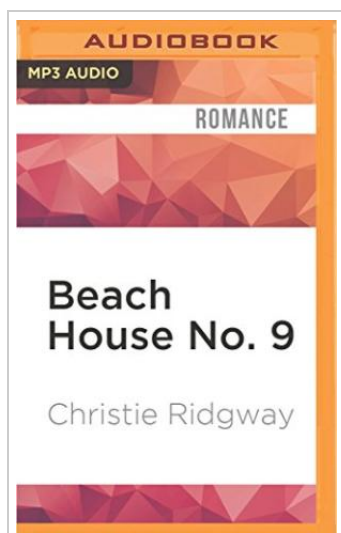 AUDIOBOOK
MP3 AUDIO
ROMANCE
Beach
House No. 9
Christie Ridgway